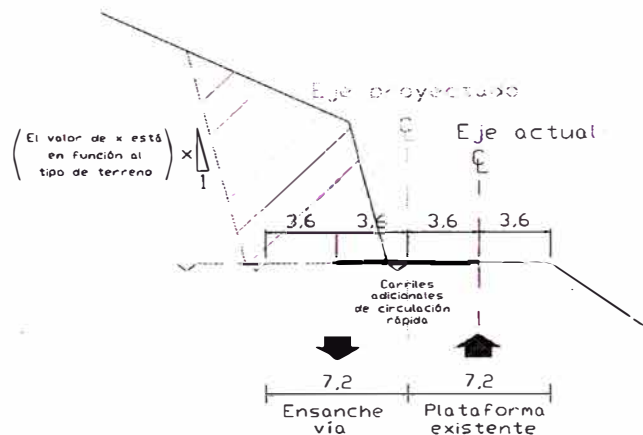 Eje proyectado
Eje actual
El valor de x está
en función al
tipo de terreno
x
1
3,6 3,6 3,6 3,6
Carriles
adicionales
de circulación
rápida
7,2 7,2
Ensanche
vía
Plataforma
existente